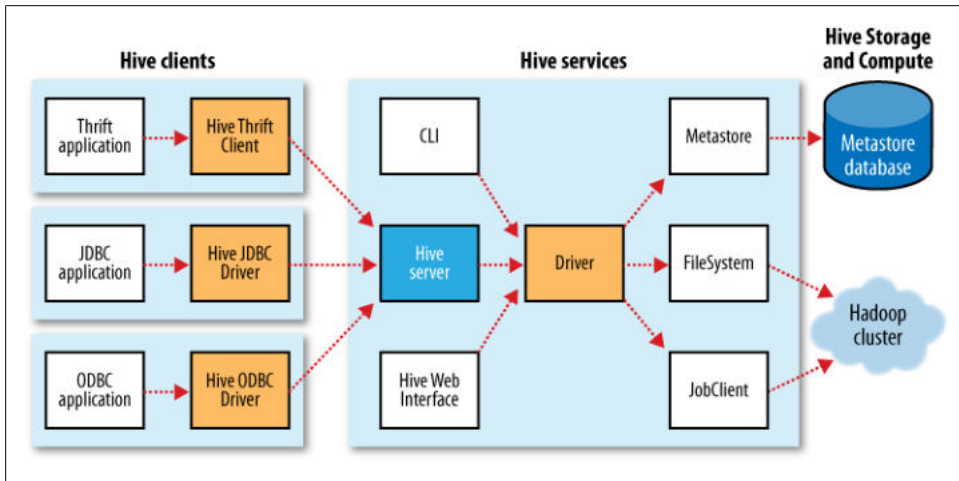 Hive clients
Hive services
Hive Storage
and Compute
Thrift
application
Hive Thrift
Client
CLI
Metastore
Metastore
database
JDBC
application
Hive JDBC
Driver
Hive
server
Driver
FileSystem
Hadoop
cluster
ODBC
application
Hive ODBC
Driver
Hive Web
Interface
JobClient